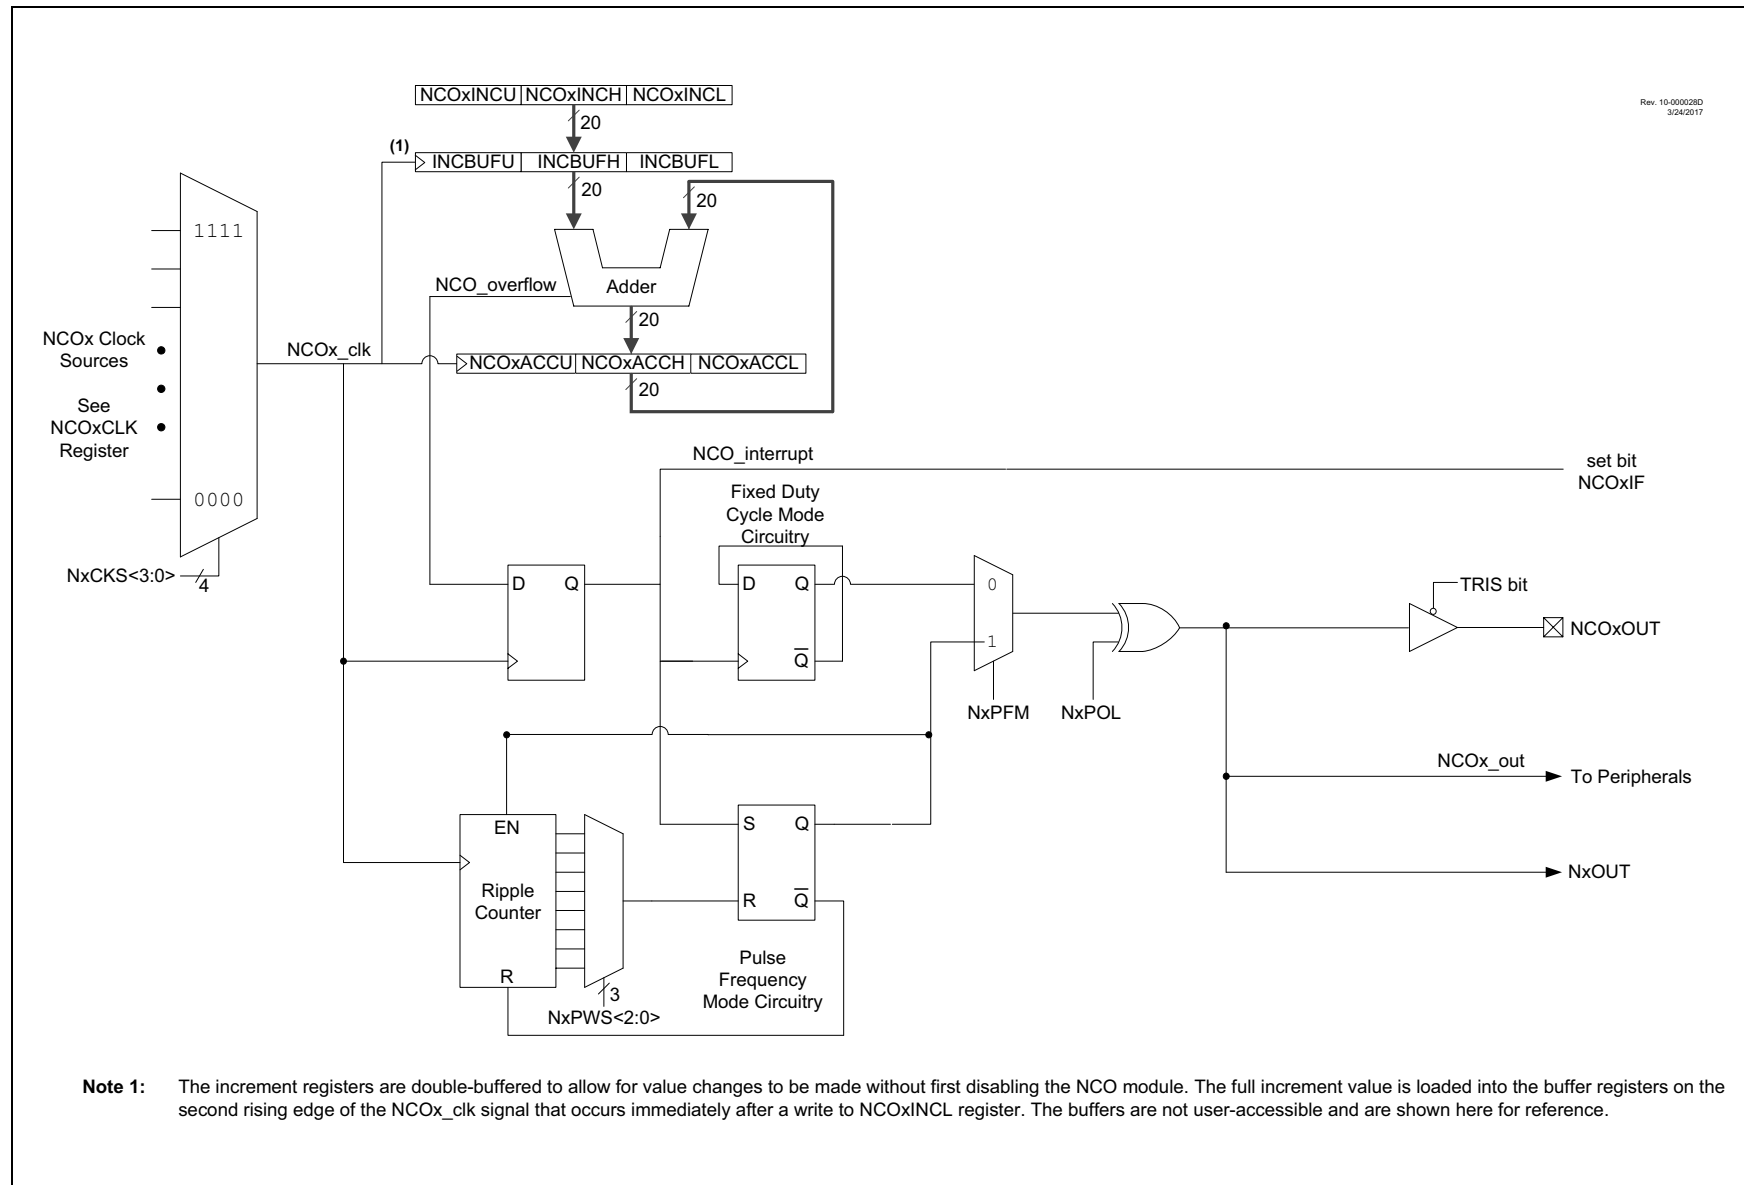 NCOxINCU NCOxINCH NCOxINCL
Rev. 10-000028D
3/24/2017
20
(1)
INCBUFU INCBUFH INCBUFL
20
20
1111
NCO_overflow
Adder
20
NCOx Clock
Sources
See
NCOxCLK
Register
NCOx_clk
NCOxACCU NCOxACCH NCOxACCL
20
NCO_interrupt
set bit
NCOxIF
0000
Fixed Duty
Cycle Mode
Circuitry
NxCKS<3:0>
4
D Q
D Q
Q
0
1
TRIS bit
NCOxOUT
NxPFM
NxPOL
NCOx_out
To Peripherals
EN
Ripple
Counter
R
S Q
R Q
NxOUT
3
NxPWS<2:0>
Pulse
Frequency
Mode Circuitry
Note 1: The increment registers are double-buffered to allow for value changes to be made without first disabling the NCO module. The full increment value is loaded into the buffer registers on the
second rising edge of the NCOx_clk signal that occurs immediately after a write to NCOxINCL register. The buffers are not user-accessible and are shown here for reference.